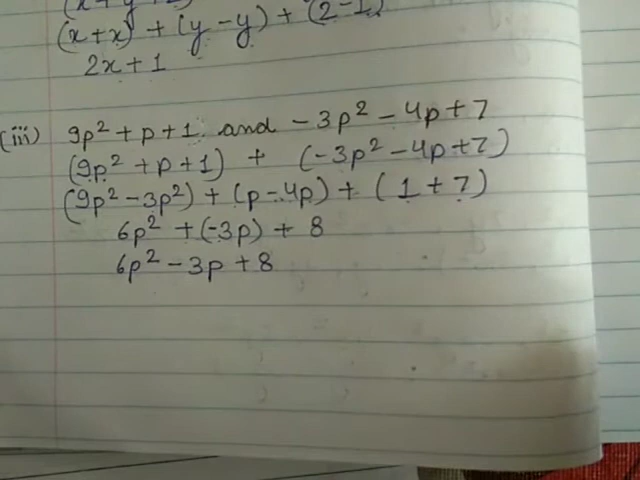 (x + x) + (y - y) + (2 - 1)
2x + 1
(iii) 9p² + p + 1 and - 3p² - 4p + 7
(9p² + p + 1) + (-3p² - 4p + 7)
(9p² - 3p²) + (p - 4p) + (1 + 7)
6p² + (-3p) + 8
6p² - 3p + 8